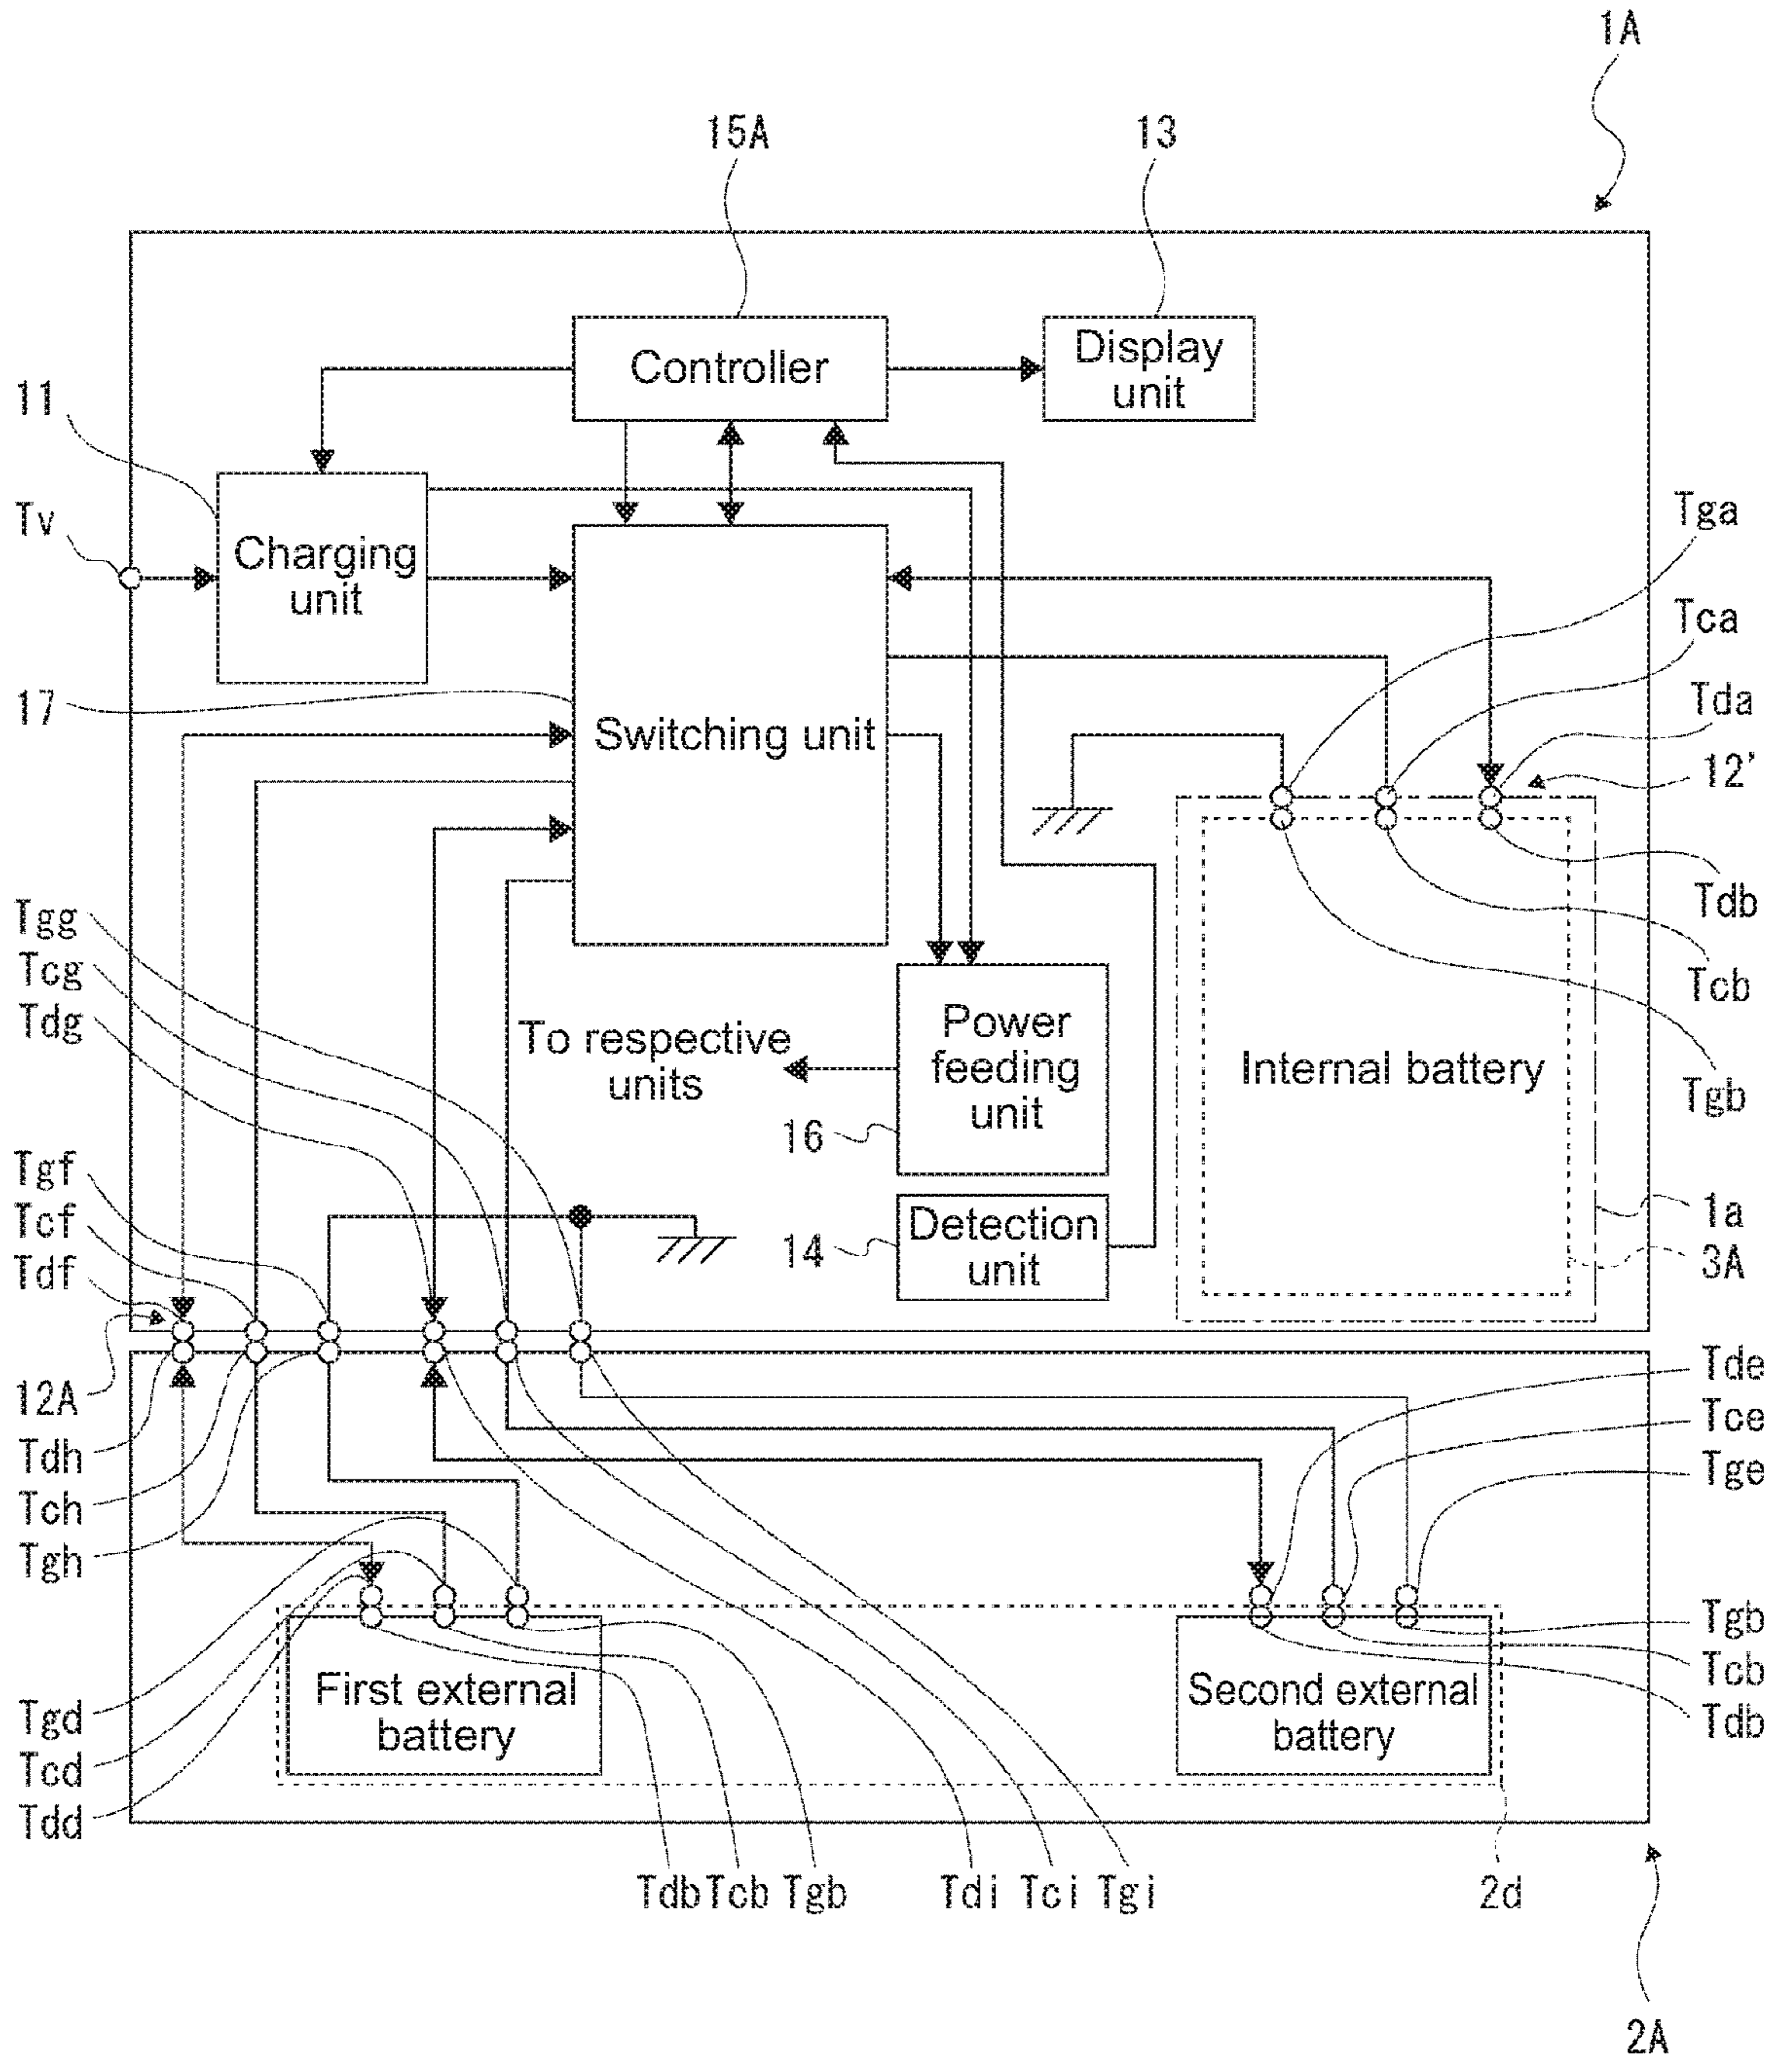 1A
15A
13
Controller
Display
unit
11
Tv
Charging
unit
Tga
Tca
Tda
12'
17
Switching unit
Tdb
Tcb
Tgb
Tgg
Tcg
Tdg
To respective
units
Power
feeding
unit
Internal battery
16
Tgf
Tcf
Tdf
14
Detection
unit
1a
3A
12A
Tdh
Tch
Tgh
Tde
Tce
Tge
Tgd
Tcd
Tdd
First external
battery
Second external
battery
Tgb
Tcb
Tdb
Tdb Tcb Tgb
Tdi Tci Tgi
2d
2A